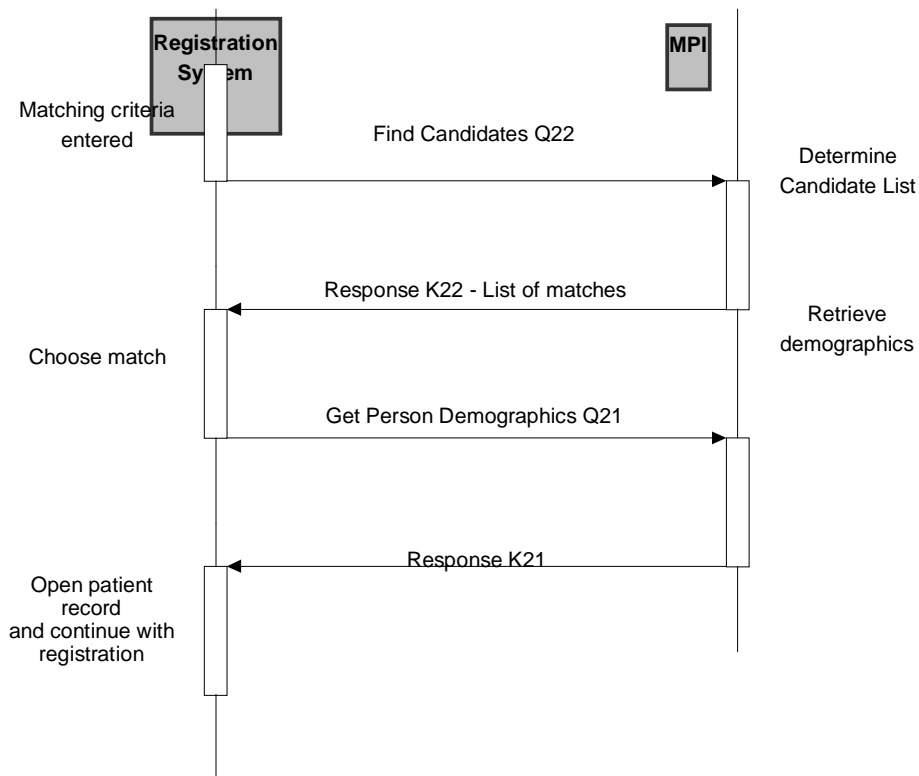 Registration
System
MPI
Matching criteria
entered
Find Candidates Q22
Determine
Candidate List
Response K22 - List of matches
Retrieve
demographics
Choose match
Get Person Demographics Q21
Response K21
Open patient
record
and continue with
registration